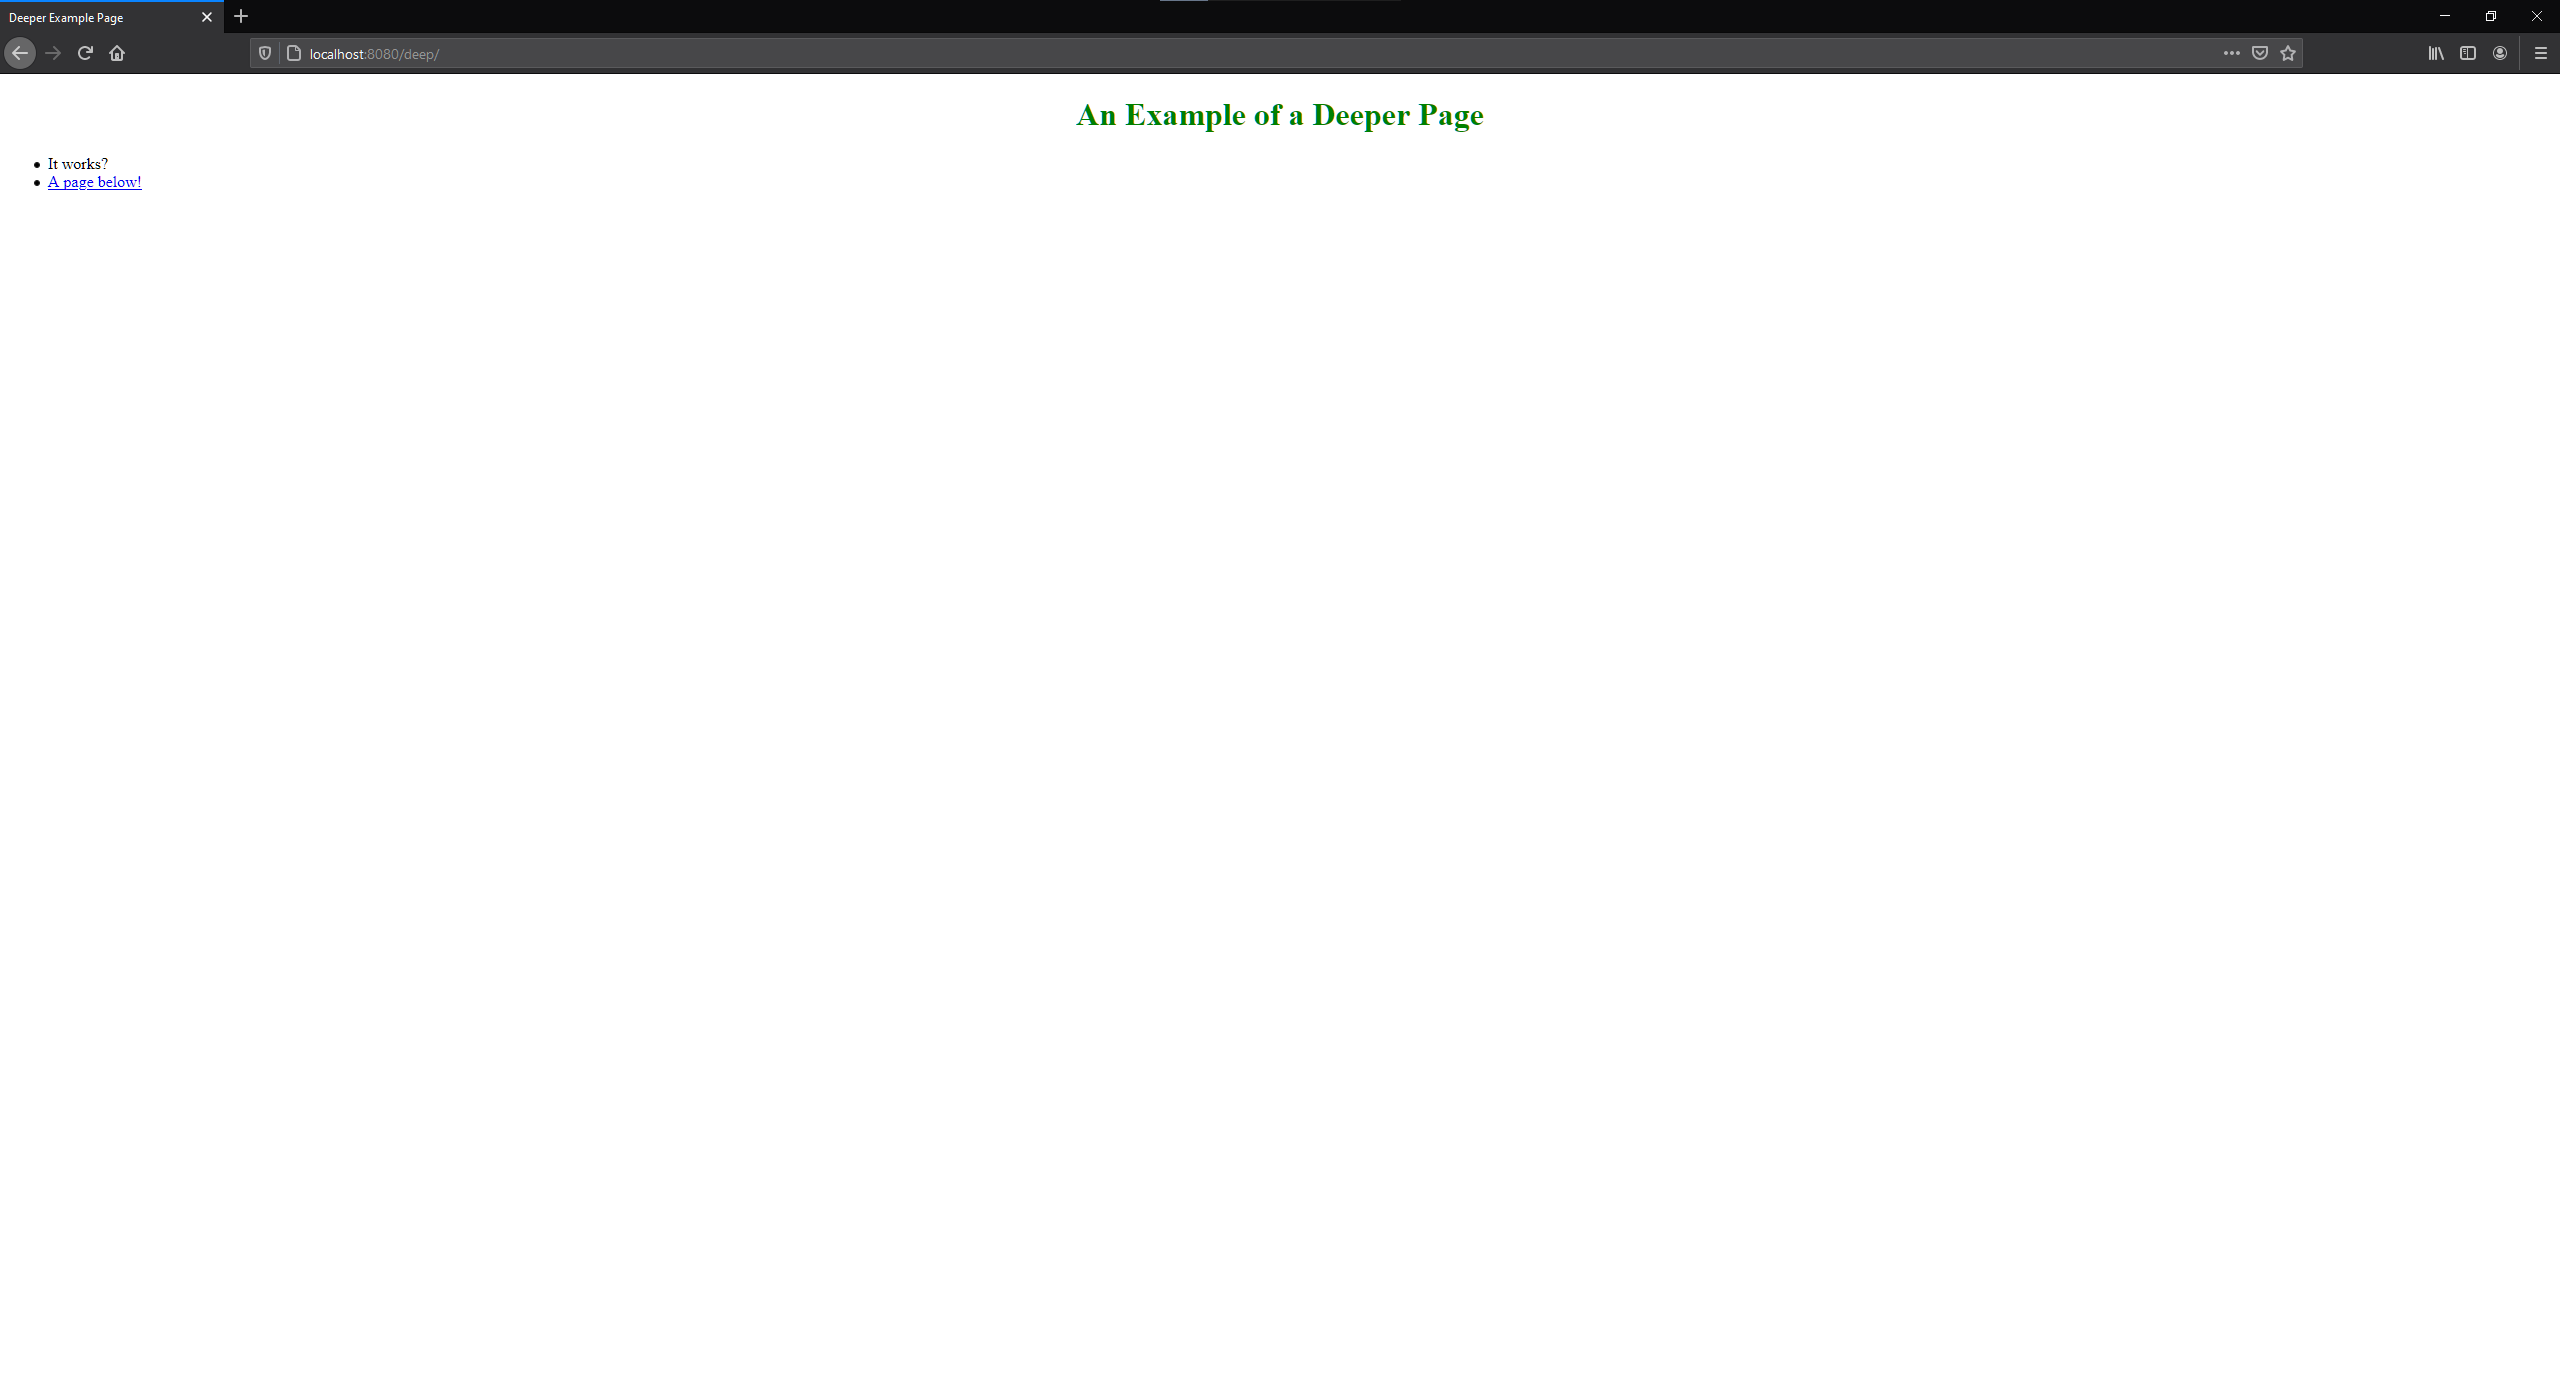 Deeper Example Page
localhost:8080/deep/
An Example of a Deeper Page
It works?
A page below!